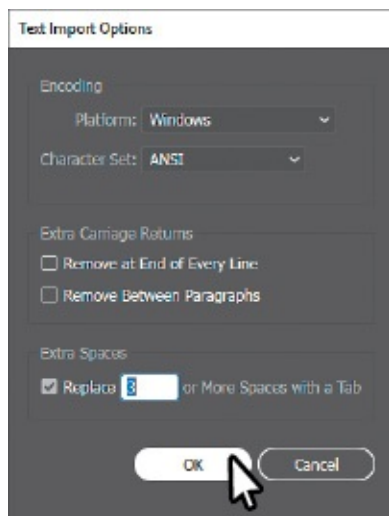 Text Import Options
Encoding
Platform: Windows
Character Set: ANSI
Extra Carriage Returns
Remove at End of Every Line
Remove Between Paragraphs
Extra Spaces
Replace 3 or More Spaces with a Tab
OK Cancel